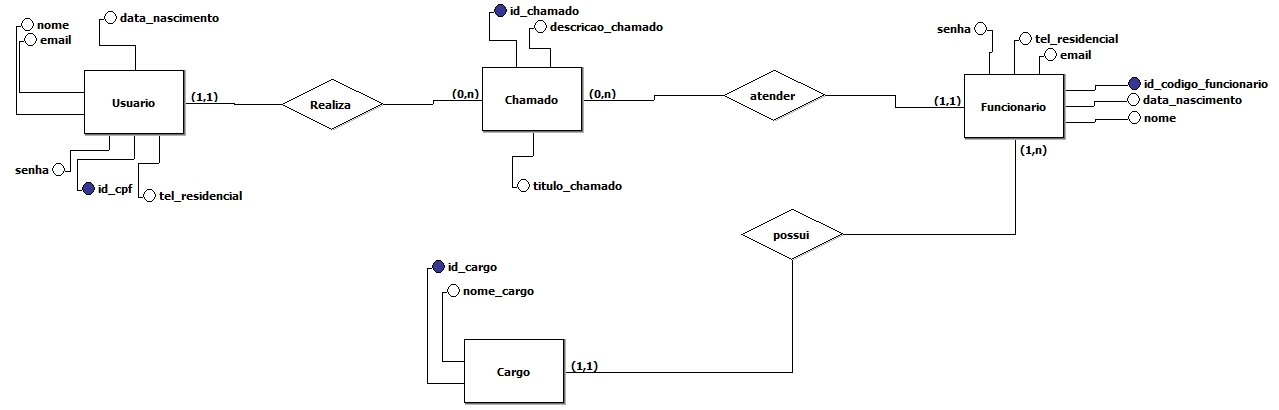 nome
email
data_nascimento
Usuario
(1,1)
senha
id_cpf
tel_residencial
Realiza
id_chamado
descricao_chamado
(0,n)
Chamado
(0,n)
titulo_chamado
atender
senha
tel_residencial
email
(1,1)
Funcionario
id_codigo_funcionario
data_nascimento
nome
(1,n)
possui
id_cargo
nome_cargo
Cargo
(1,1)